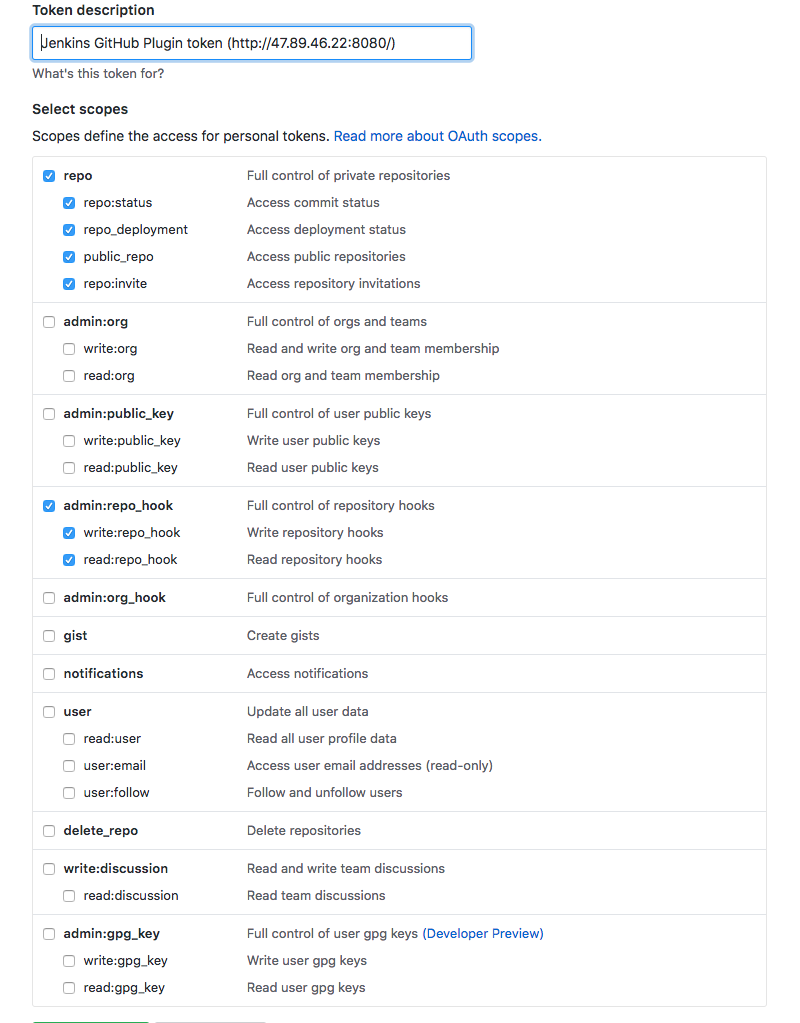 Token description
Jenkins GitHub Plugin token (http://47.89.46.22:8080/)
What's this token for?
Select scopes
Scopes define the access for personal tokens. Read more about OAuth scopes.
repo Full control of private repositories
repo:status Access commit status
repo_deployment Access deployment status
public_repo Access public repositories
repo:invite Access repository invitations
admin:org Full control of orgs and teams
write:org Read and write org and team membership
read:org Read org and team membership
admin:public_key Full control of user public keys
write:public_key Write user public keys
read:public_key Read user public keys
admin:repo_hook Full control of repository hooks
write:repo_hook Write repository hooks
read:repo_hook Read repository hooks
admin:org_hook Full control of organization hooks
gist Create gists
notifications Access notifications
user Update all user data
read:user Read all user profile data
user:email Access user email addresses (read-only)
user:follow Follow and unfollow users
delete_repo Delete repositories
write:discussion Read and write team discussions
read:discussion Read team discussions
admin:gpg_key Full control of user gpg keys (Developer Preview)
write:gpg_key Write user gpg keys
read:gpg_key Read user gpg keys